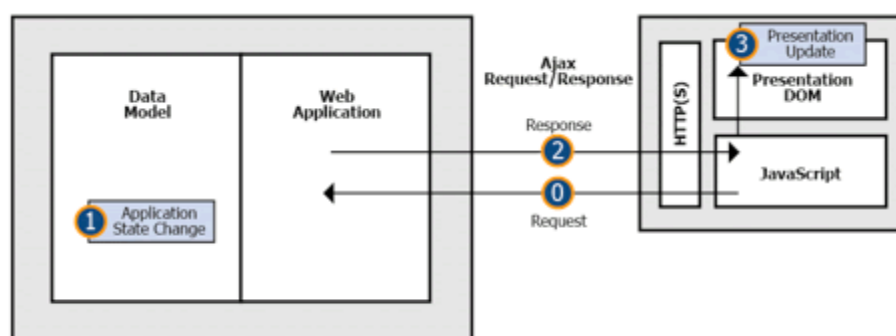 Data
Model
Web
Application
1
Application
State Change
Ajax
Request/Response
Response
2
0
Request
HTTP(S)
3
Presentation
Update
Presentation
DOM
JavaScript